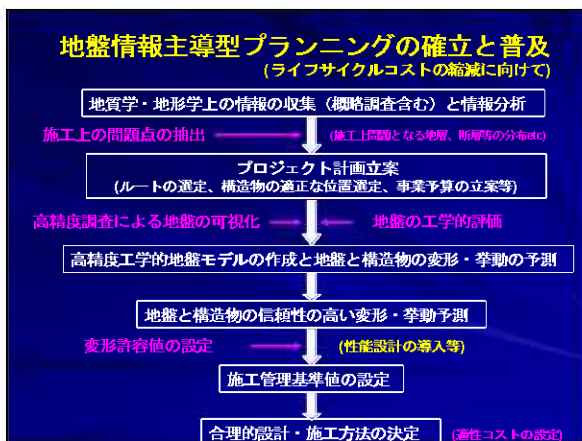 地盤情報主導型プランニングの確立と普及
(ライフサイクルコストの縮減に向けて)
地質学・地形学上の情報の収集（概略調査含む）と情報分析
施工上の問題点の抽出
(施工上問題となる地層、断層等の分布etc)
プロジェクト計画立案
(ルートの選定、構造物の適正な位置選定、事業予算の立案等)
高精度調査による地盤の可視化
地盤の工学的評価
高精度工学的地盤モデルの作成と地盤と構造物の変形・挙動の予測
地盤と構造物の信頼性の高い変形・挙動予測
変形許容値の設定
(性能設計の導入等)
施工管理基準値の設定
合理的設計・施工方法の決定
(適性コストの設定)